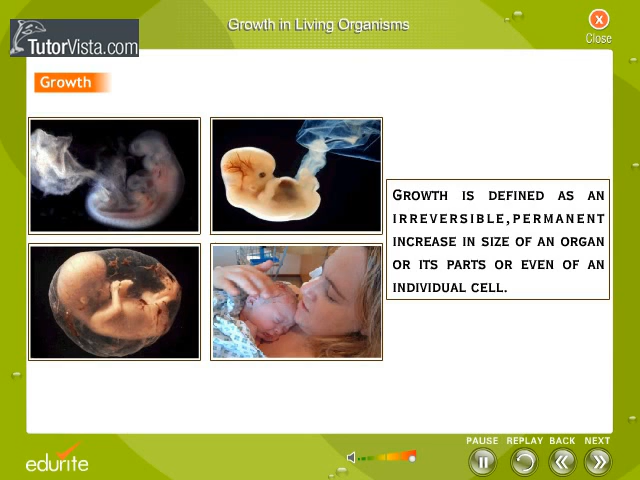 Growth in Living Organisms
X
Close
TutorVista.com
Growth
GROWTH IS DEFINED AS AN
IRREVERSIBLE,PERMANENT
INCREASE IN SIZE OF AN ORGAN
OR ITS PARTS OR EVEN OF AN
INDIVIDUAL CELL.
PAUSE REPLAY BACK NEXT
edurite